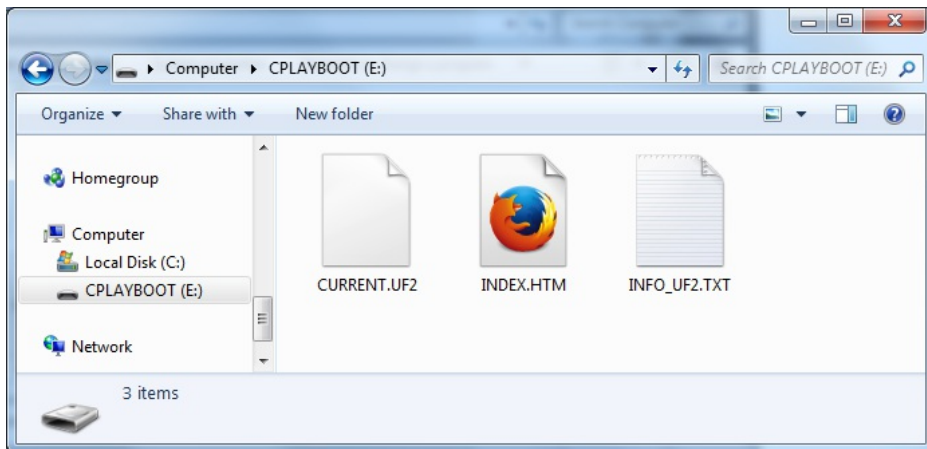 Computer
CPLAYBOOT (E:)
Search CPLAYBOOT (E:)
Organize
Share with
New folder
Homegroup
Computer
Local Disk (C:)
CPLAYBOOT (E:)
Network
CURRENT.UF2
INDEX.HTM
INFO_UF2.TXT
3 items